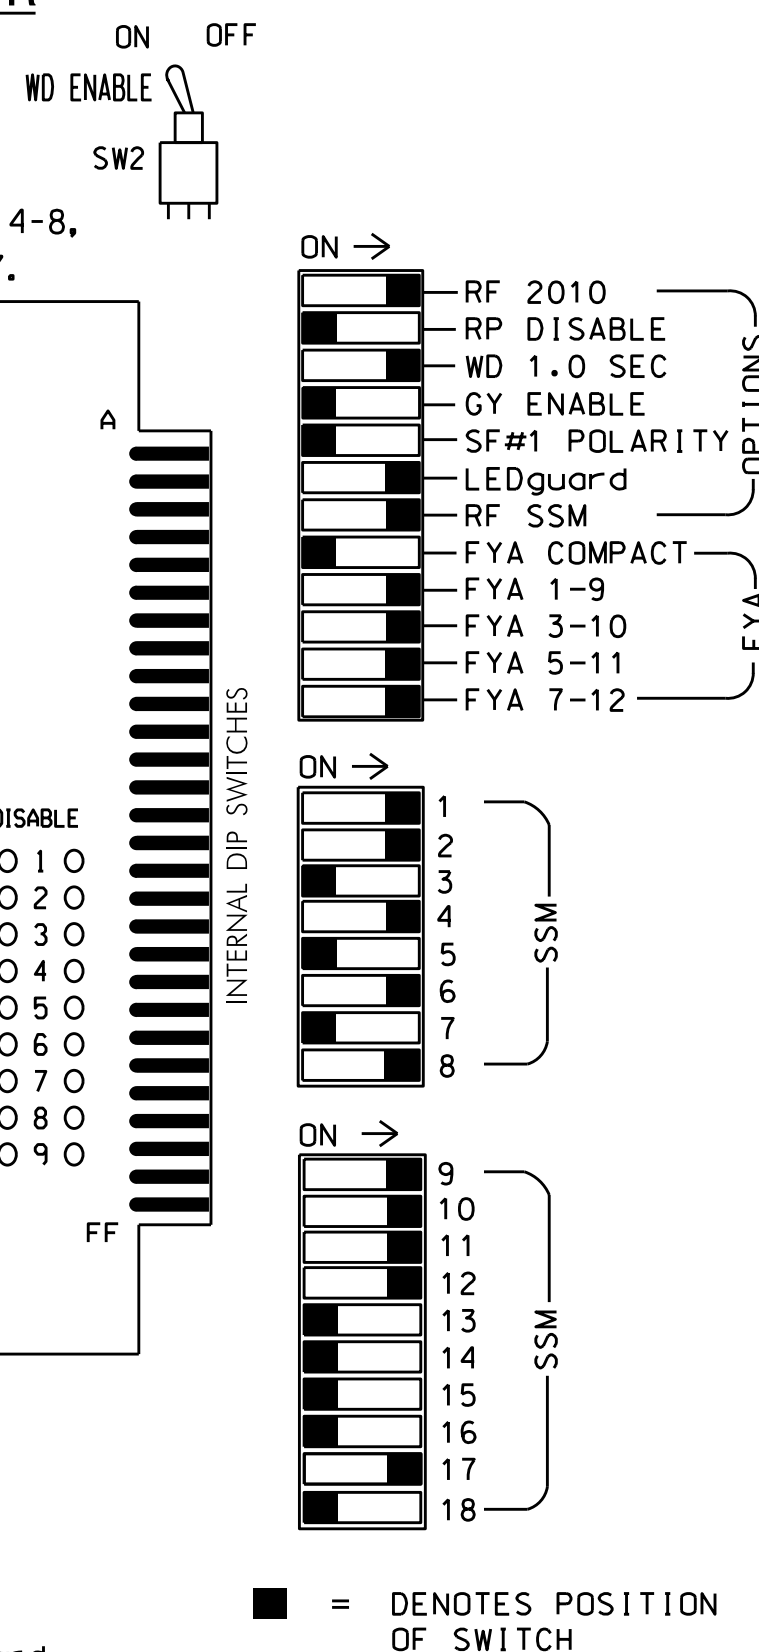 ON OFF
WD ENABLE
SW2
4-8,
ON
RF 2010
RP DISABLE
WD 1.0 SEC
GY ENABLE
SF#1 POLARITY
LEDguard
RF SSM
OPTIONS
FYA COMPACT
FYA 1-9
FYA 3-10
FYA 5-11
FYA 7-12
FYA
A
FF
INTERNAL DIP SWITCHES
DISABLE
1
2
3
4
5
6
7
8
9
ON
1
2
3
4
5
6
7
8
SSM
ON
9
10
11
12
13
14
15
16
17
18
SSM
= DENOTES POSITION
OF SWITCH